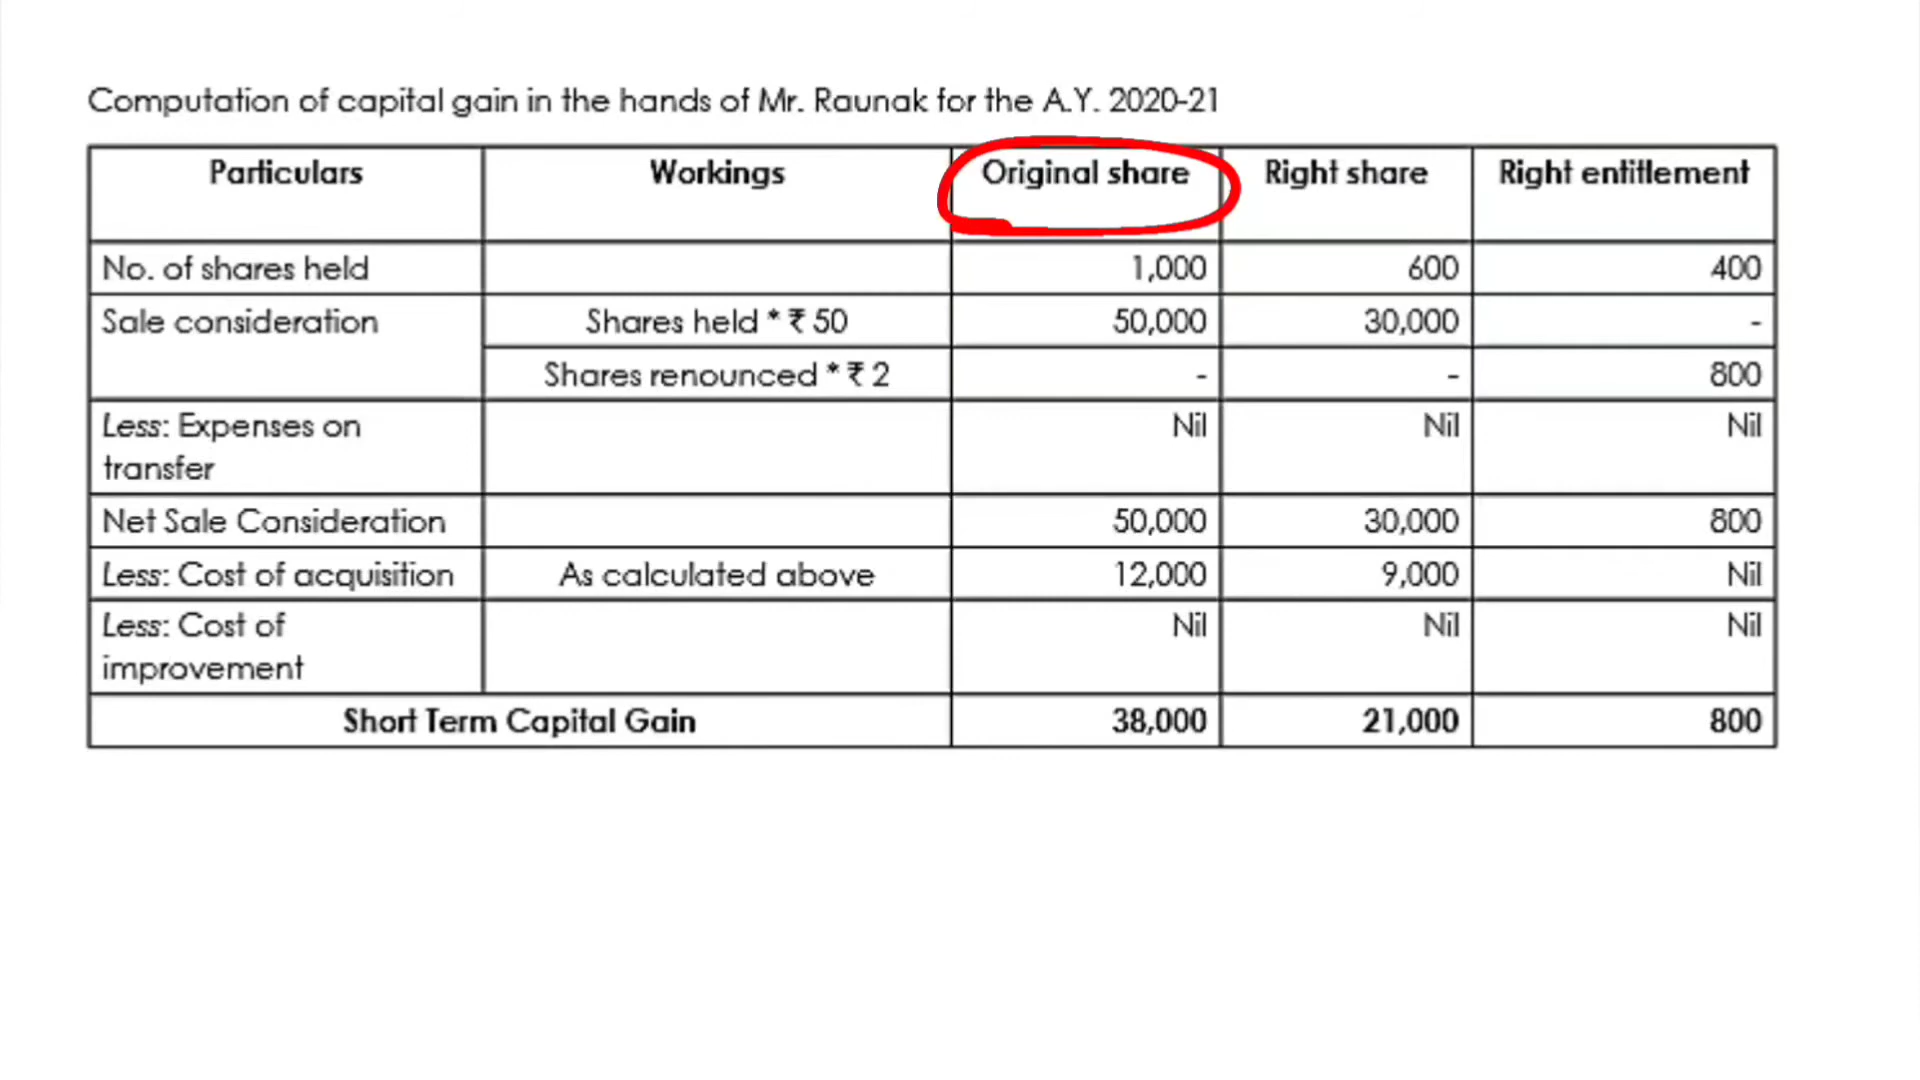 Computation of capital gain in the hands of Mr. Raunak for the A.Y. 2020-21
Particulars Workings Original share Right share Right entitlement
No. of shares held 1,000 600 400
Sale consideration Shares held * ₹ 50 50,000 30,000 -
Shares renounced * ₹ 2 - - 800
Less: Expenses on Nil Nil Nil
transfer
Net Sale Consideration 50,000 30,000 800
Less: Cost of acquisition As calculated above 12,000 9,000 Nil
Less: Cost of Nil Nil Nil
improvement
Short Term Capital Gain 38,000 21,000 800